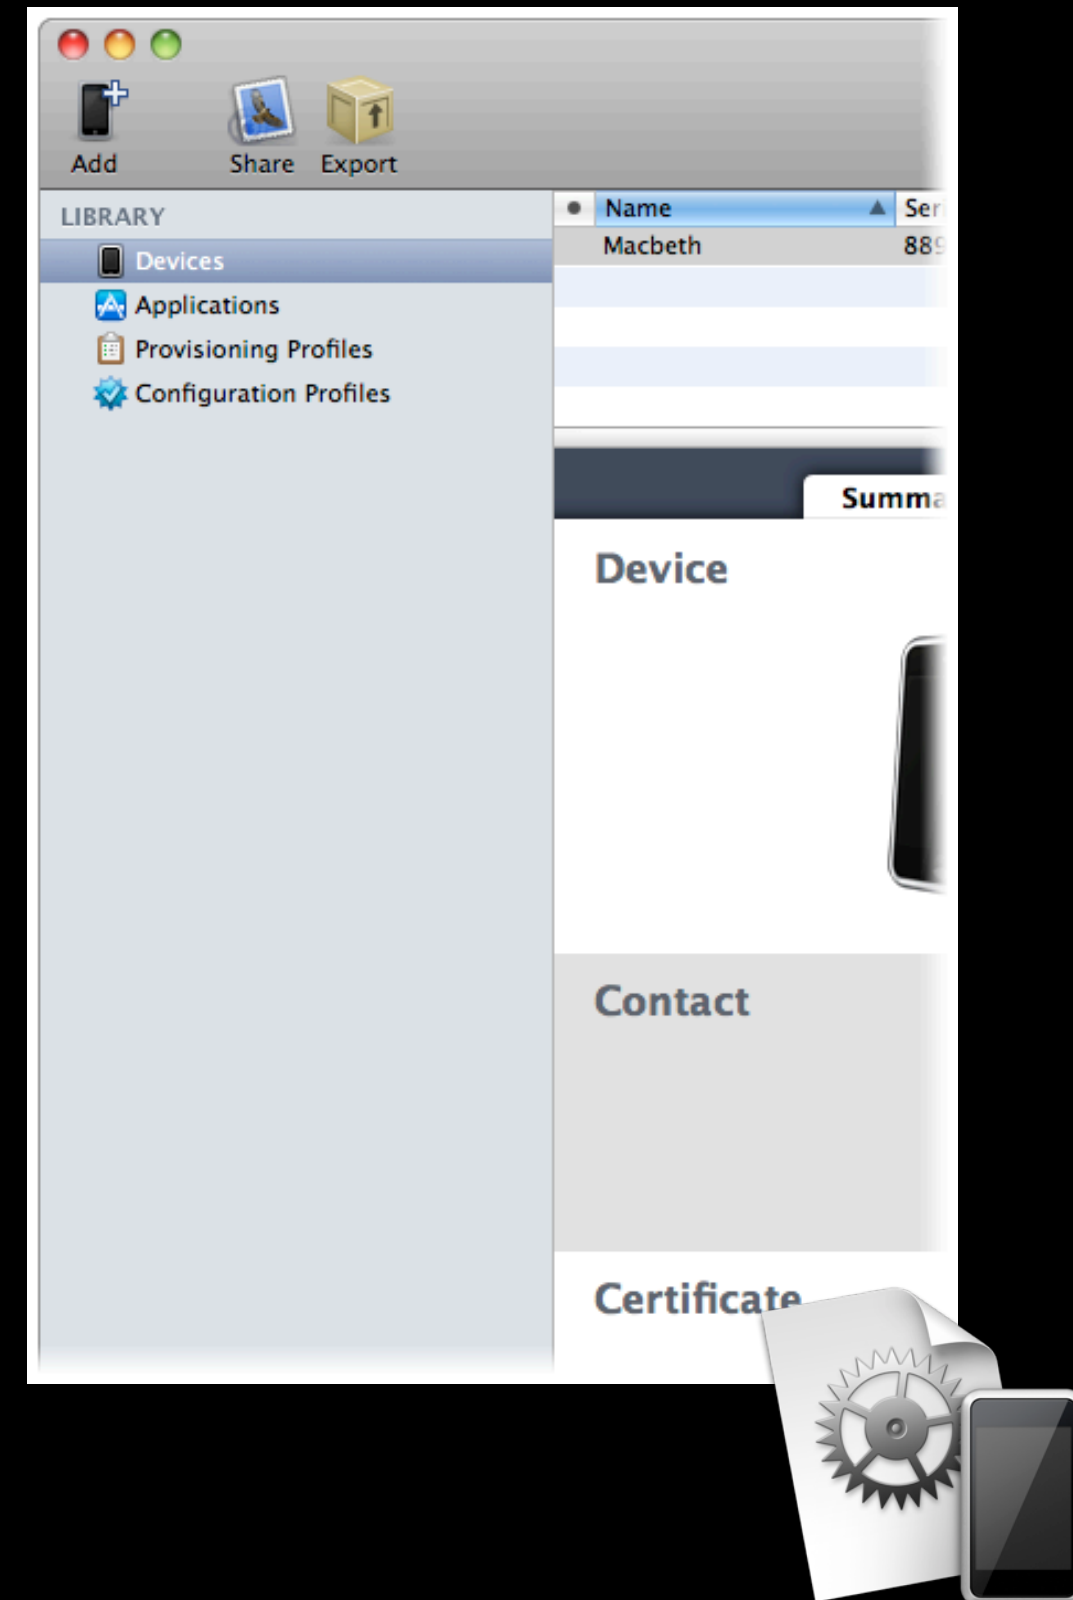 Add Share Export
LIBRARY
Devices
Applications
Provisioning Profiles
Configuration Profiles
Name
Macbeth
Device
Contact
Certificate